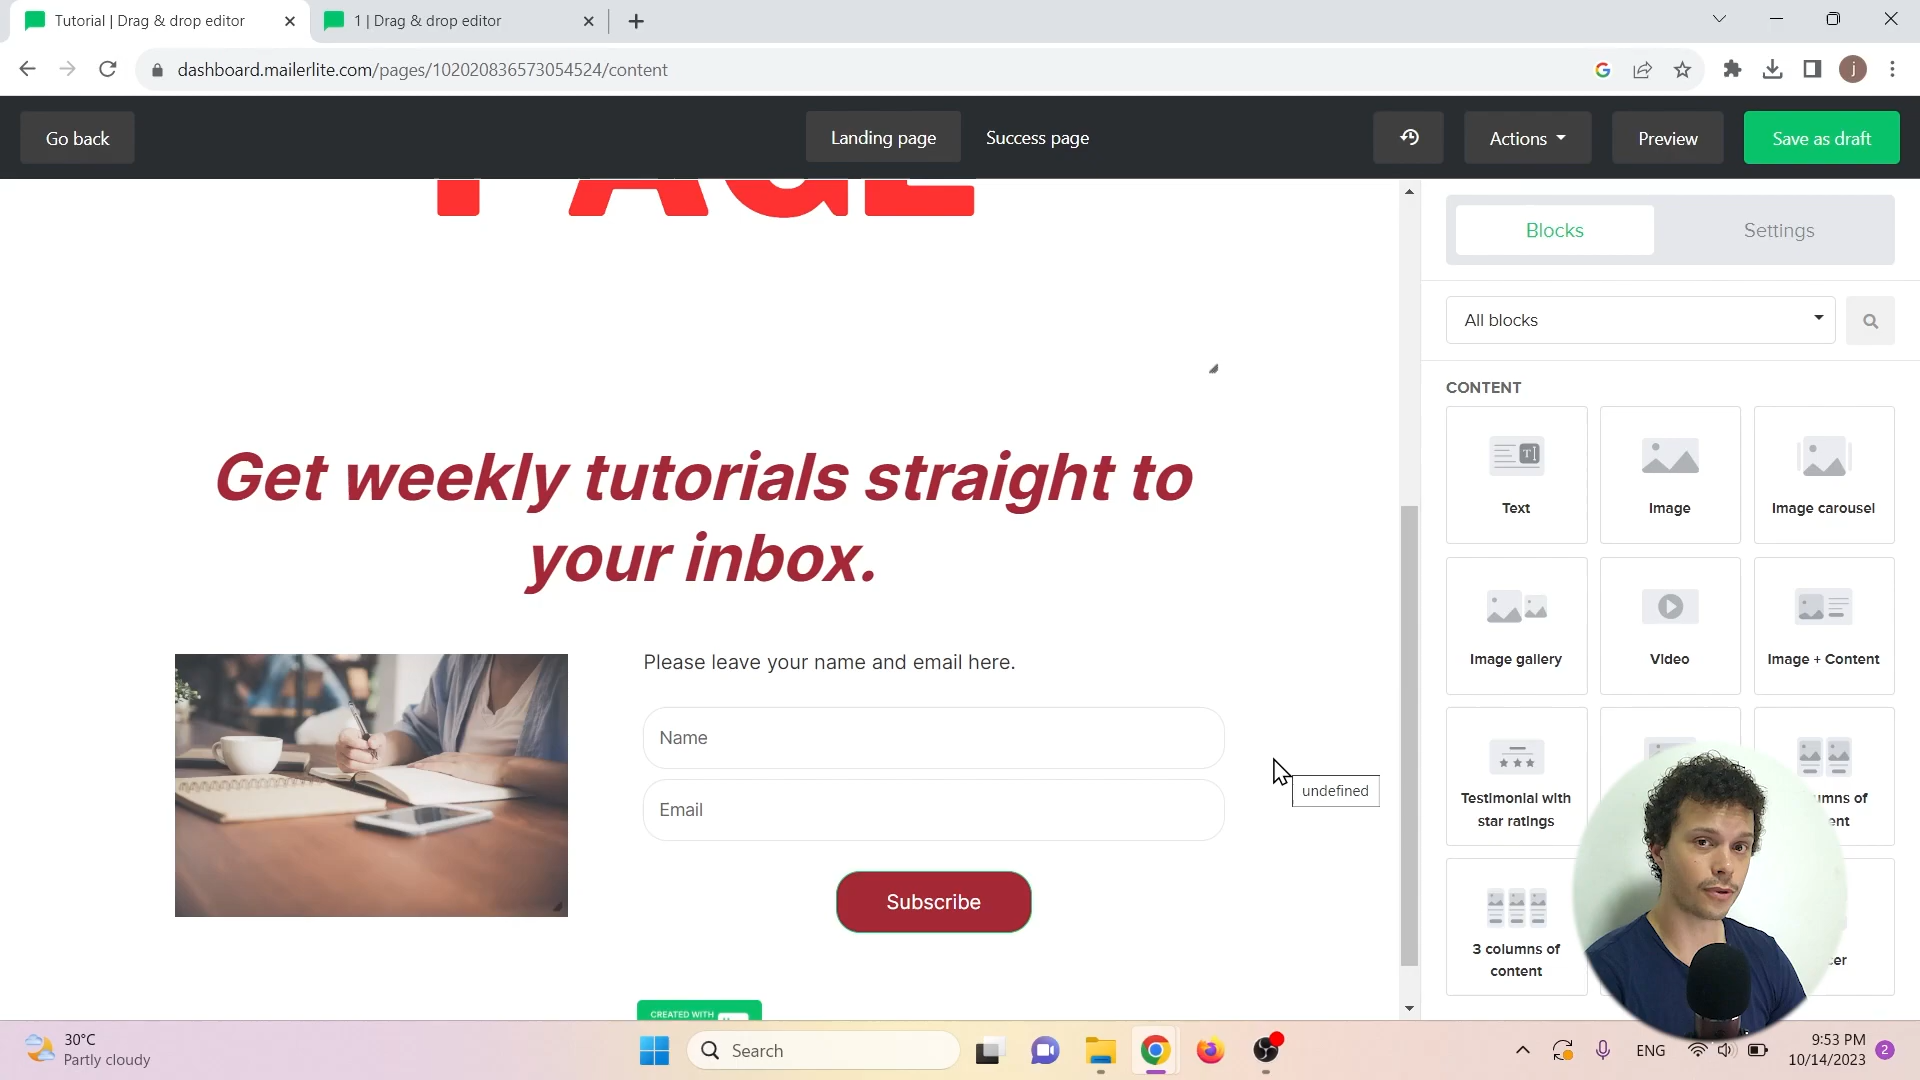 Tutorial | Drag & drop editor
1 | Drag & drop editor
dashboard.mailerlite.com/pages/102020836573054524/content
j
Go back
Landing page
Success page
Actions
Preview
Save as draft
PAGE
Blocks
Settings
All blocks
CONTENT
Text
Image
Image carousel
Get weekly tutorials straight to
your inbox.
Image gallery
Video
Image + Content
Please leave your name and email here.
Name
Email
undefined
Testimonial with
star ratings
Subscribe
3 columns of
content
CREATED WITH
30°C
Partly cloudy
Search
ENG
9:53 PM
10/14/2023
2